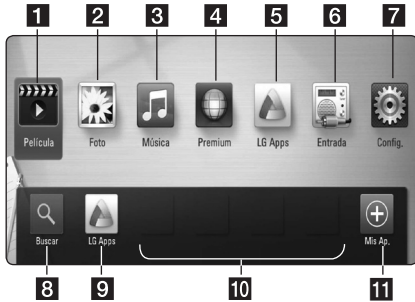 1 2 3 4 5 6 7
Película Foto Música Premium LG Apps Entrada Config.
Buscar LG Apps Mis Ap.
8 9 10 11